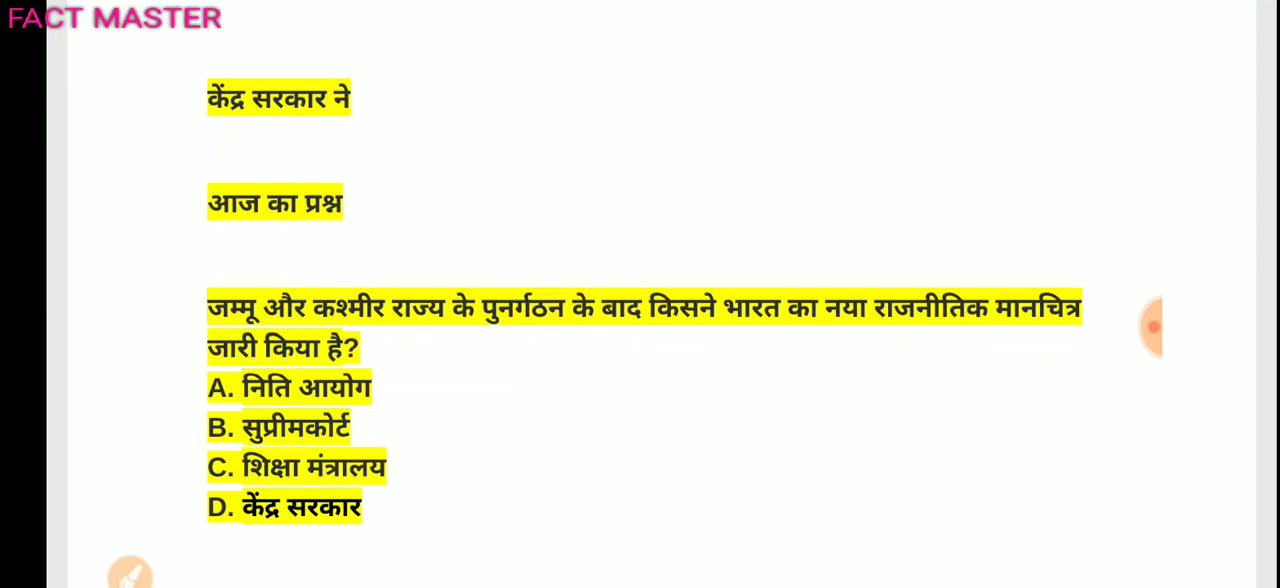 FACT MASTER
केंद्र सरकार ने
आज का प्रश्न
जम्मू और कश्मीर राज्य के पुनर्गठन के बाद किसने भारत का नया राजनीतिक मानचित्र
जारी किया है?
A. निति आयोग
B. सुप्रीमकोर्ट
C. शिक्षा मंत्रालय
D. केंद्र सरकार